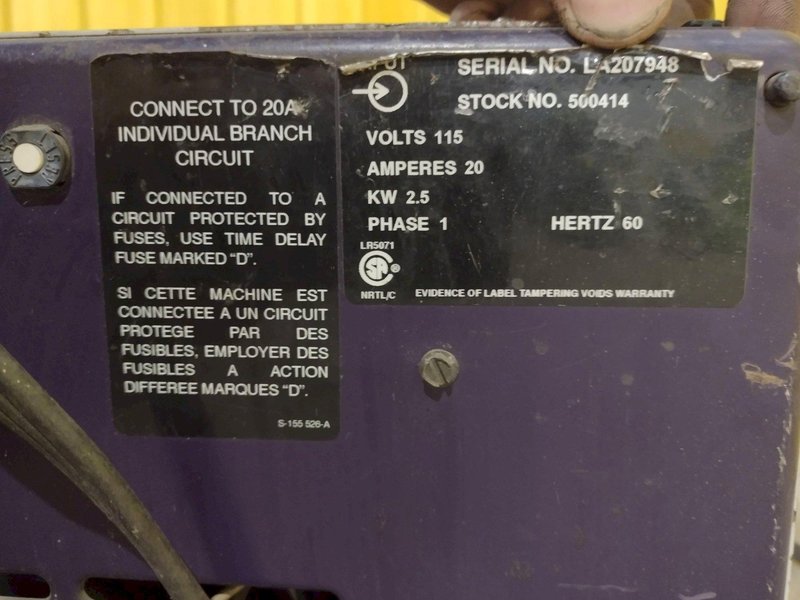 CONNECT TO 20A
INDIVIDUAL BRANCH
CIRCUIT
IF CONNECTED TO A
CIRCUIT PROTECTED BY
FUSES, USE TIME DELAY
FUSE MARKED "D".
SI CETTE MACHINE EST
CONNECTEE A UN CIRCUIT
PROTEGE PAR DES
FUSIBLES, EMPLOYER DES
FUSIBLES A ACTION
DIFFEREE MARQUES "D".
S-155 526-A
SERIAL NO. LA207948
STOCK NO. 500414
VOLTS 115
AMPERES 20
KW 2.5
PHASE 1 HERTZ 60
LR5071
®
NRTL/C EVIDENCE OF LABEL TAMPERING VOIDS WARRANTY